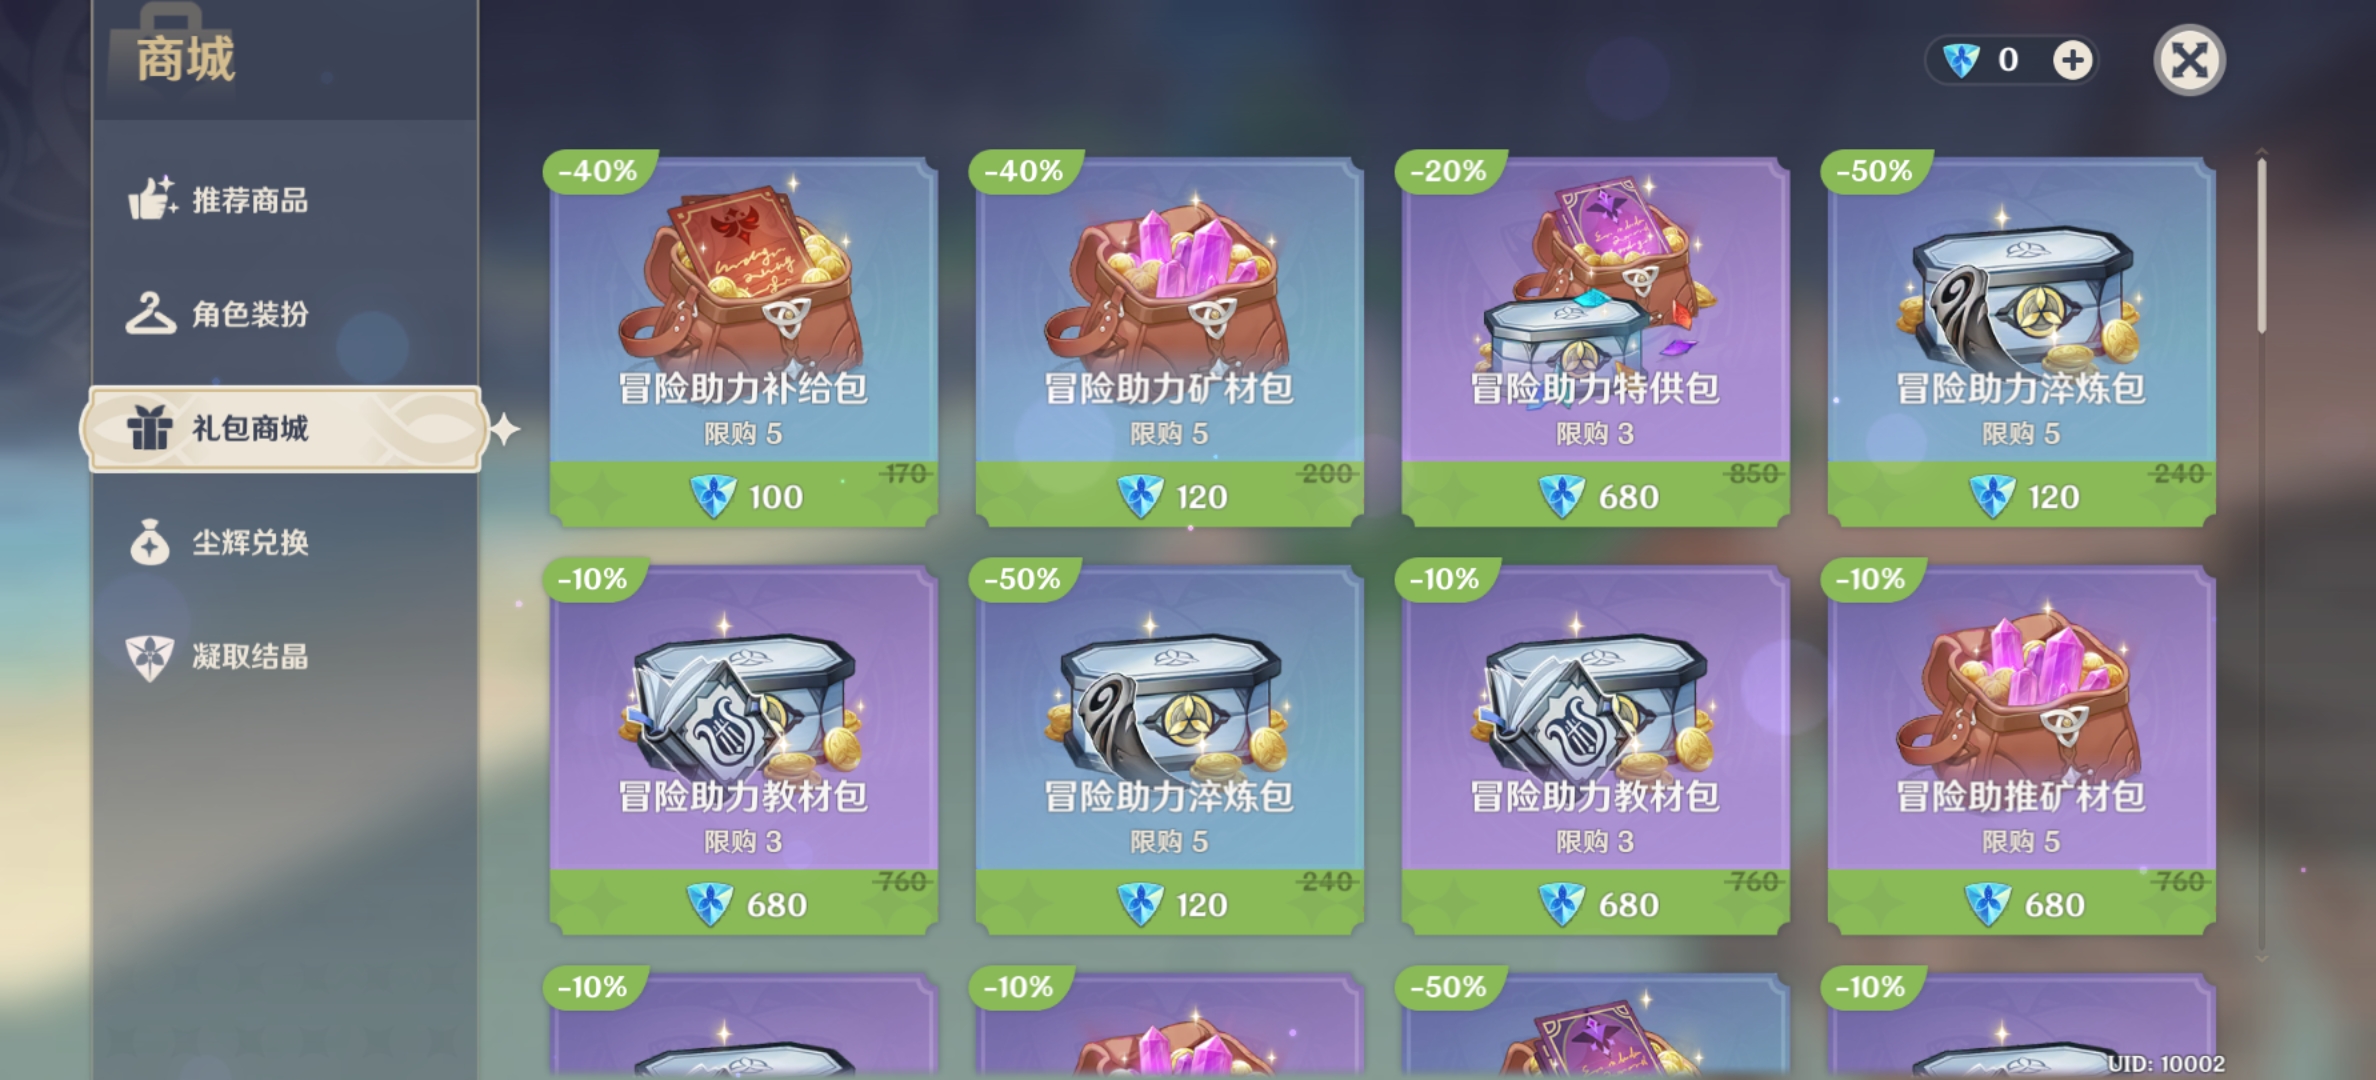 商城
0
推荐商品
角色装扮
礼包商城
尘辉兑换
凝取结晶
-40%
冒险助力补给包
限购 5
170
100
-40%
冒险助力矿材包
限购 5
200
120
-20%
冒险助力特供包
限购 3
850
680
-50%
冒险助力淬炼包
限购 5
240
120
-10%
冒险助力教材包
限购 3
760
680
-50%
冒险助力淬炼包
限购 5
240
120
-10%
冒险助力教材包
限购 3
760
680
-10%
冒险助推矿材包
限购 5
760
680
-10%
-10%
-50%
-10%
UID: 10002